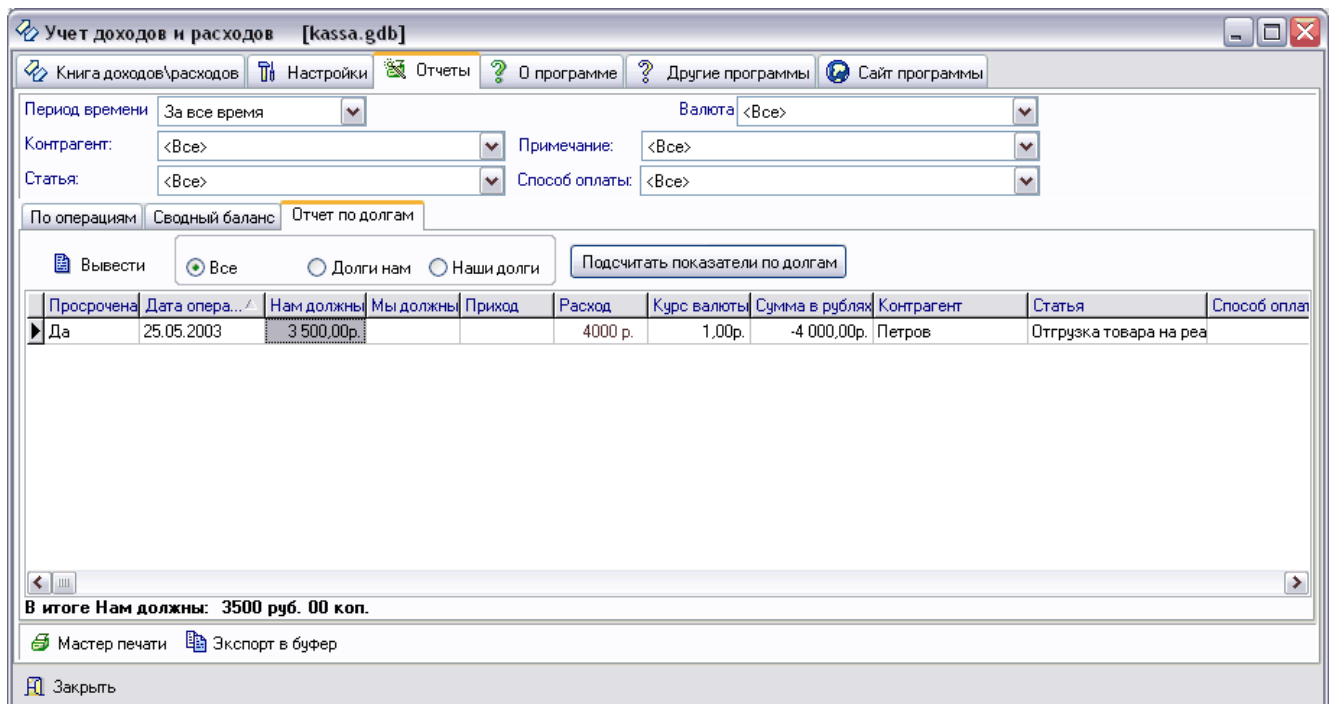 Учет доходов и расходов [kassa.gdb]
Книга доходов\расходов Настройки Отчеты О программе Другие программы Сайт программы
Период времени За все время Валюта <Все>
Контрагент: <Все> Примечание: <Все>
Статья: <Все> Способ оплаты: <Все>
По операциям Сводный баланс Отчет по долгам
Вывести Все Долги нам Наши долги Подсчитать показатели по долгам
Просрочена Дата опера... Нам должны Мы должны Приход Расход Курс валюты Сумма в рублях Контрагент Статья Способ оплат
Да 25.05.2003 3 500,00р. 4000 р. 1,00р. -4 000,00р. Петров Отгрузка товара на реа
В итоге Нам должны: 3500 руб. 00 коп.
Мастер печати Экспорт в буфер
Закрыть